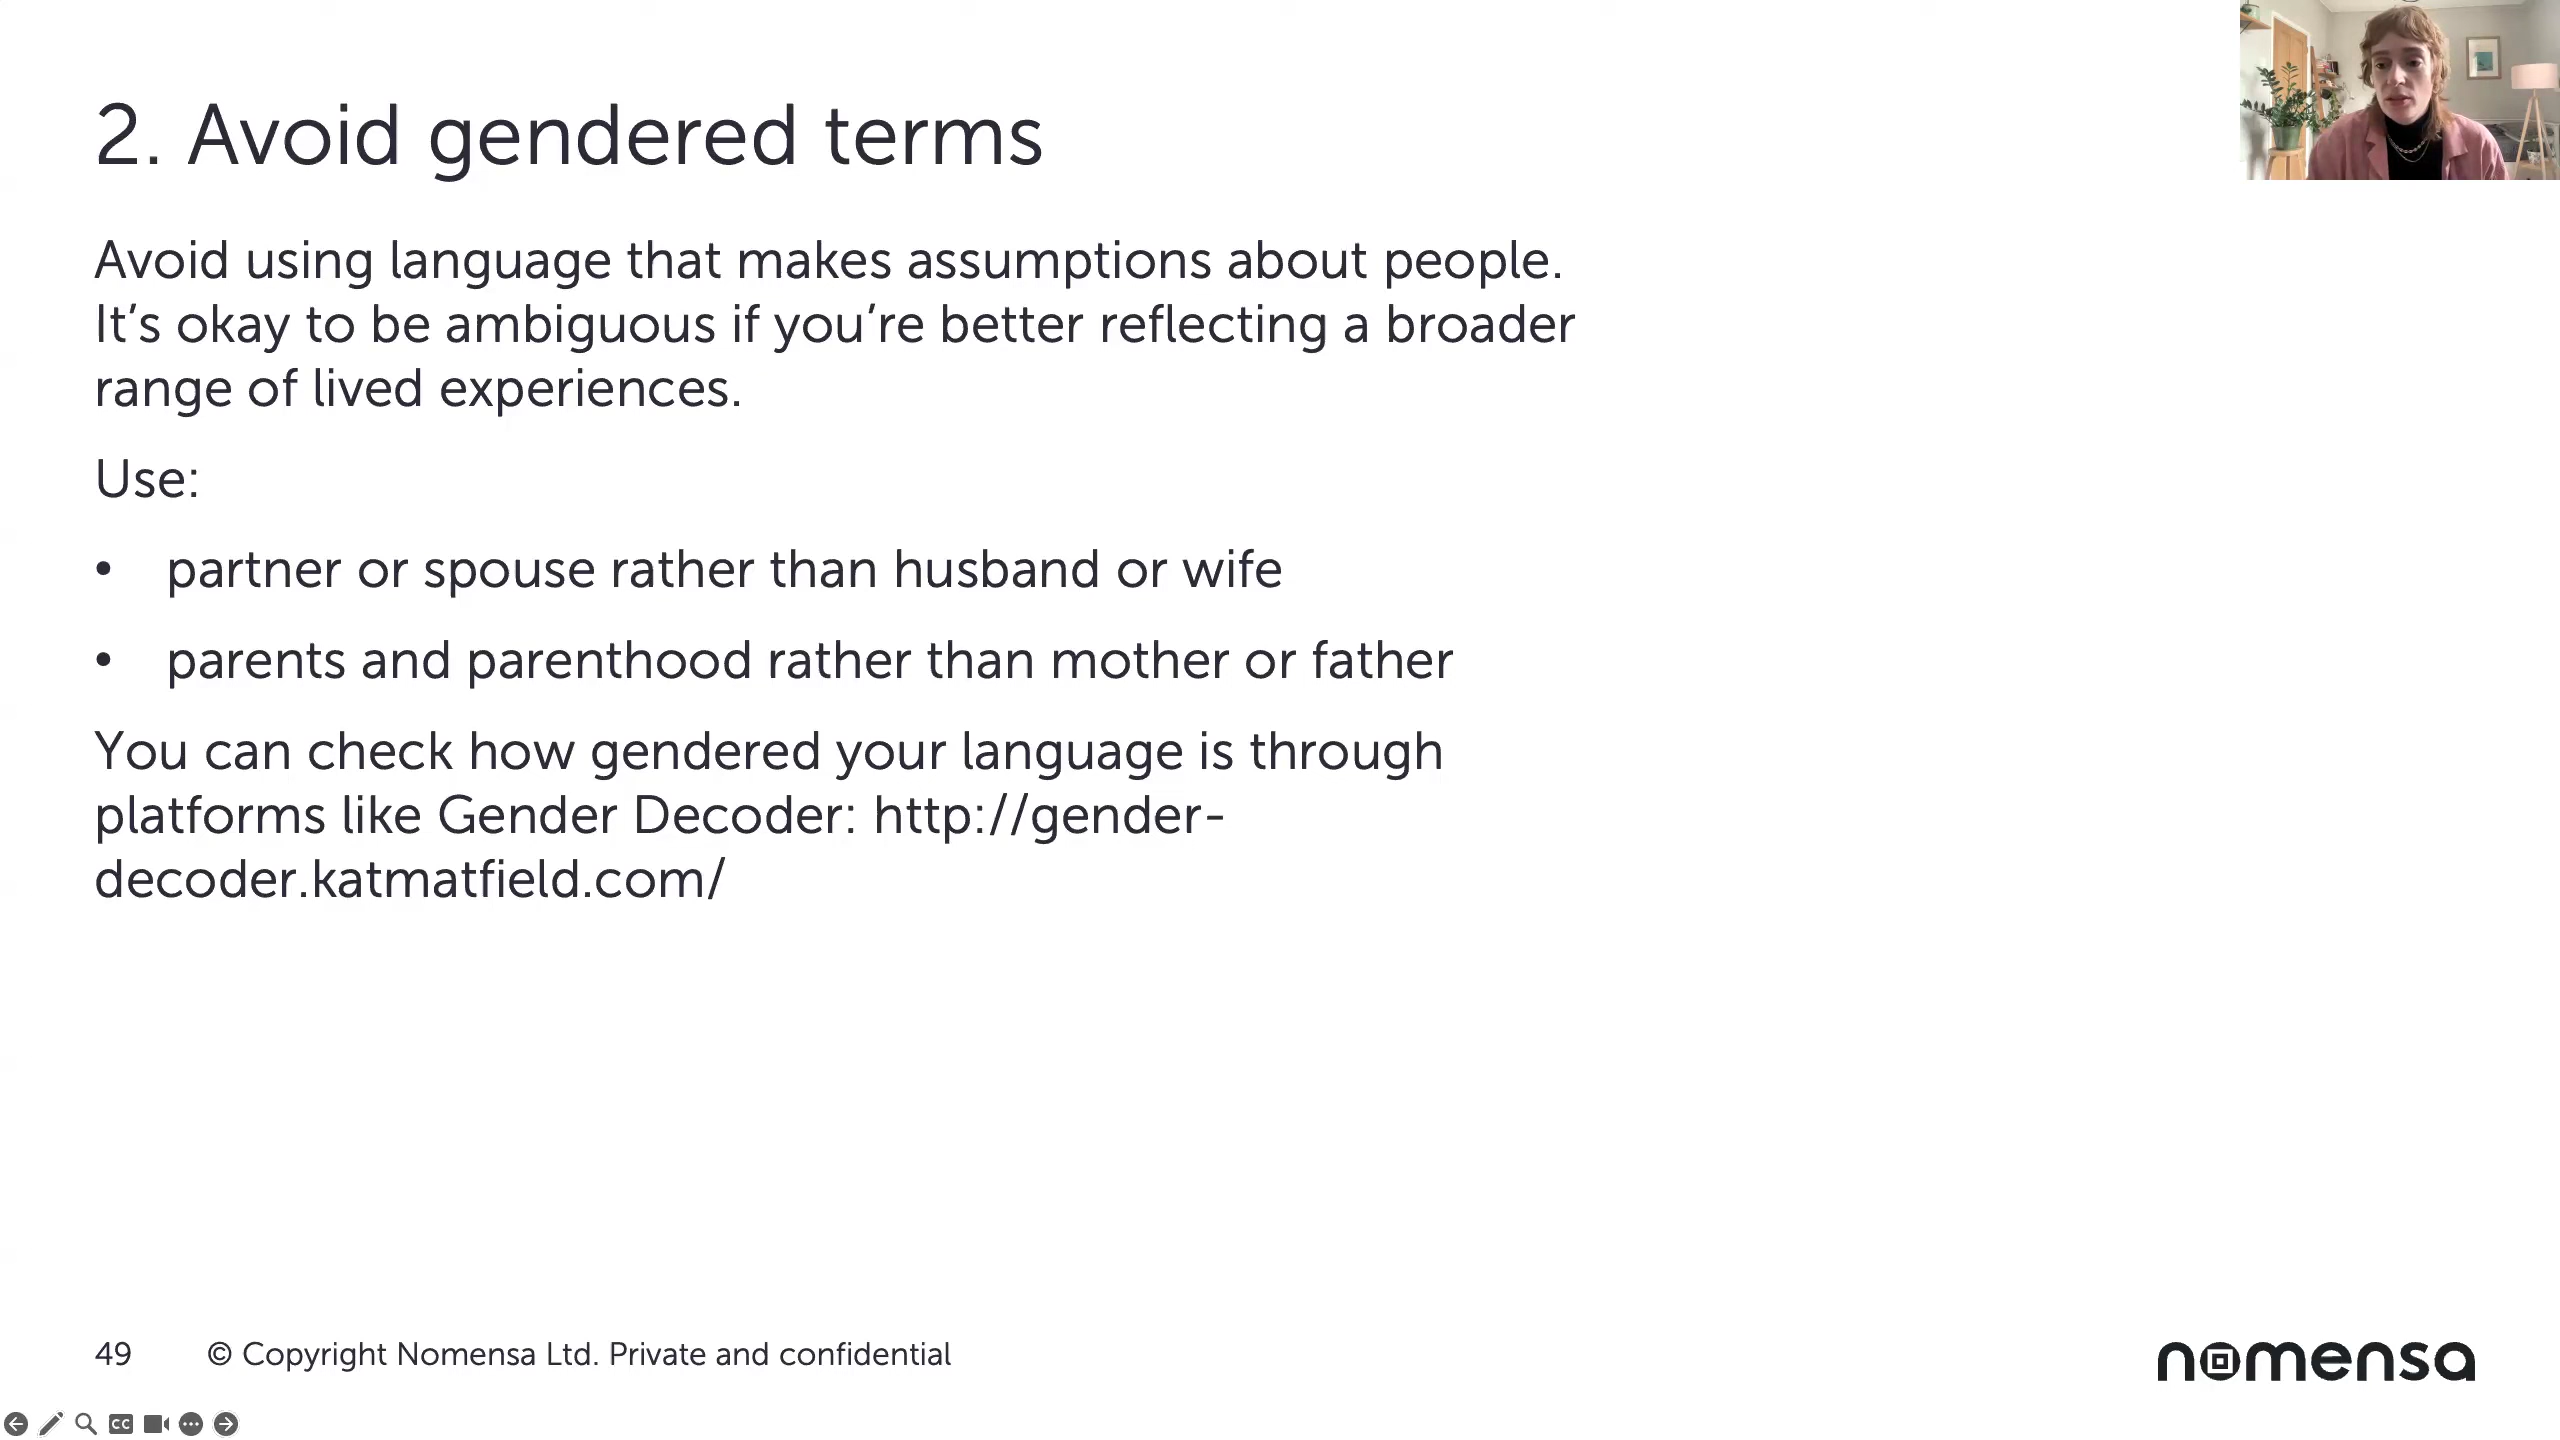 2. Avoid gendered terms
Avoid using language that makes assumptions about people.
It’s okay to be ambiguous if you’re better reflecting a broader
range of lived experiences.
Use:
• partner or spouse rather than husband or wife
• parents and parenthood rather than mother or father
You can check how gendered your language is through
platforms like Gender Decoder: http://gender-
decoder.katmatfield.com/
49 © Copyright Nomensa Ltd. Private and confidential
nomensa
CC